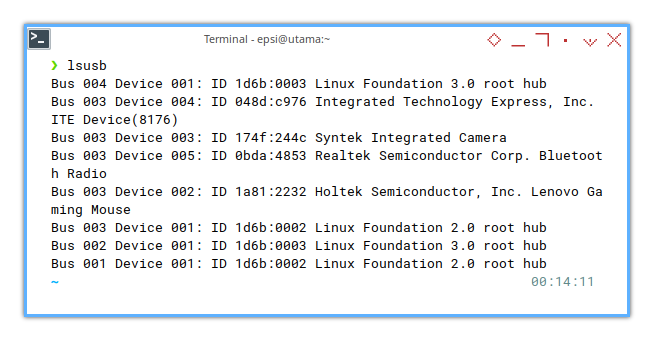 Terminal - epsi@utama:~
❯ lsusb
Bus 004 Device 001: ID 1d6b:0003 Linux Foundation 3.0 root hub
Bus 003 Device 004: ID 048d:c976 Integrated Technology Express, Inc.
ITE Device(8176)
Bus 003 Device 003: ID 174f:244c Syntek Integrated Camera
Bus 003 Device 005: ID 0bda:4853 Realtek Semiconductor Corp. Bluetoot
h Radio
Bus 003 Device 002: ID 1a81:2232 Holtek Semiconductor, Inc. Lenovo Ga
ming Mouse
Bus 003 Device 001: ID 1d6b:0002 Linux Foundation 2.0 root hub
Bus 002 Device 001: ID 1d6b:0003 Linux Foundation 3.0 root hub
Bus 001 Device 001: ID 1d6b:0002 Linux Foundation 2.0 root hub
~ 00:14:11